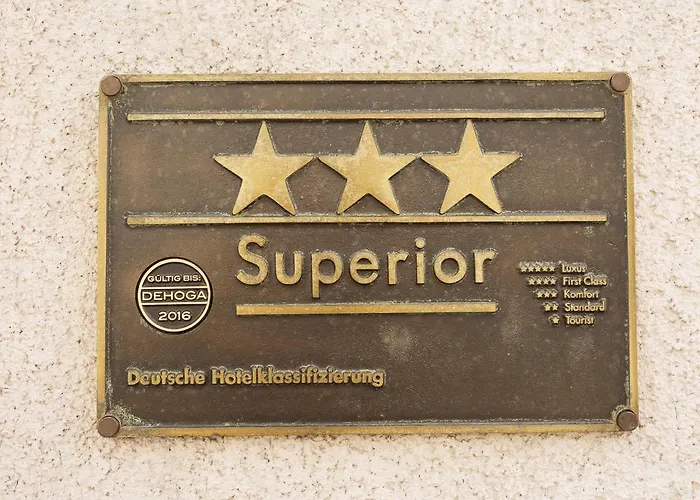 Superior
GÜLTIG BIS:
DEHOGA
2016
Luxus
First Class
Komfort
Standard
Tourist
Deutsche Hotelklassifizierung